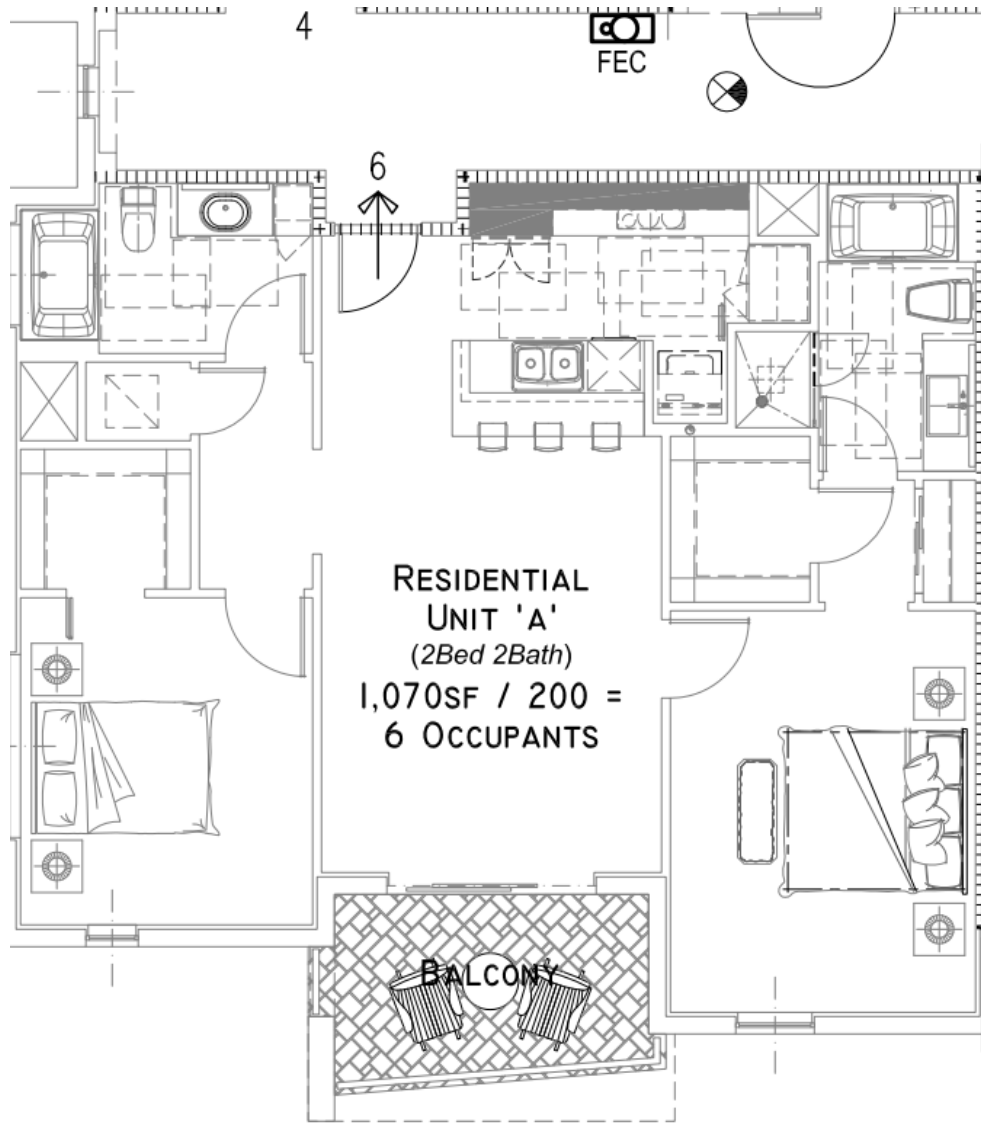 4
FEC
6
RESIDENTIAL
UNIT 'A'
(2Bed 2Bath)
1,070SF / 200 =
6 OCCUPANTS
BALCONY